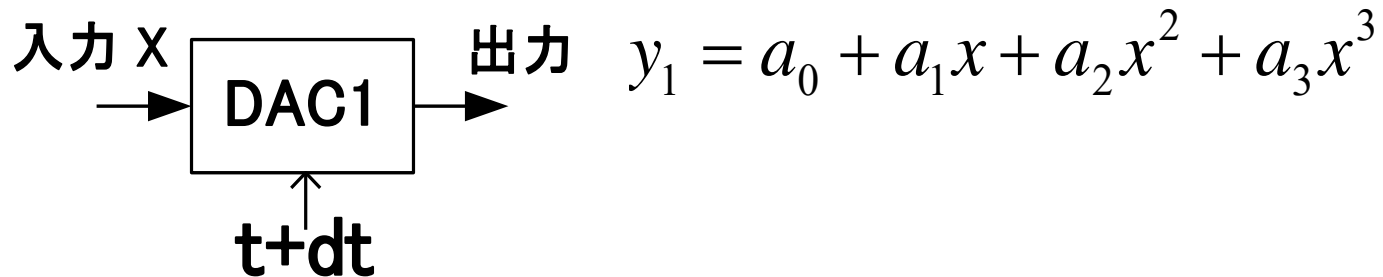 入力 X
DAC1
出力
y₁ = a₀ + a₁x + a₂x² + a₃x³
t+dt